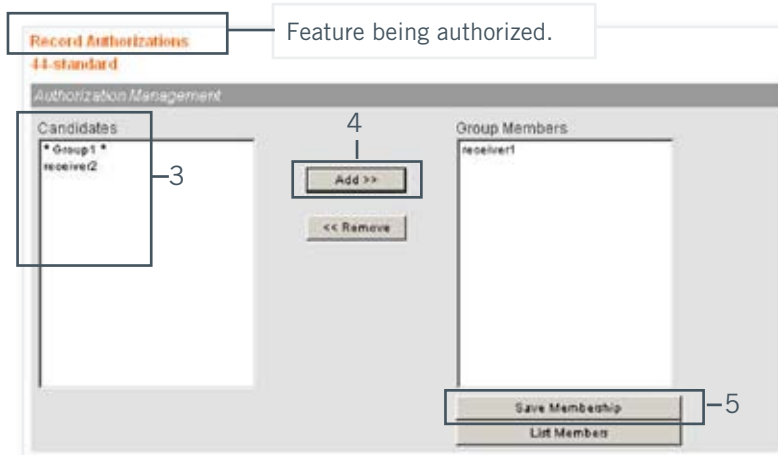 Record Authorizations
Feature being authorized.
44-standard
Authorization Management
Candidates
* Group1 *
receiver2
3
4
Add >>
<< Remove
Group Members
receiver1
Save Membership
5
List Members